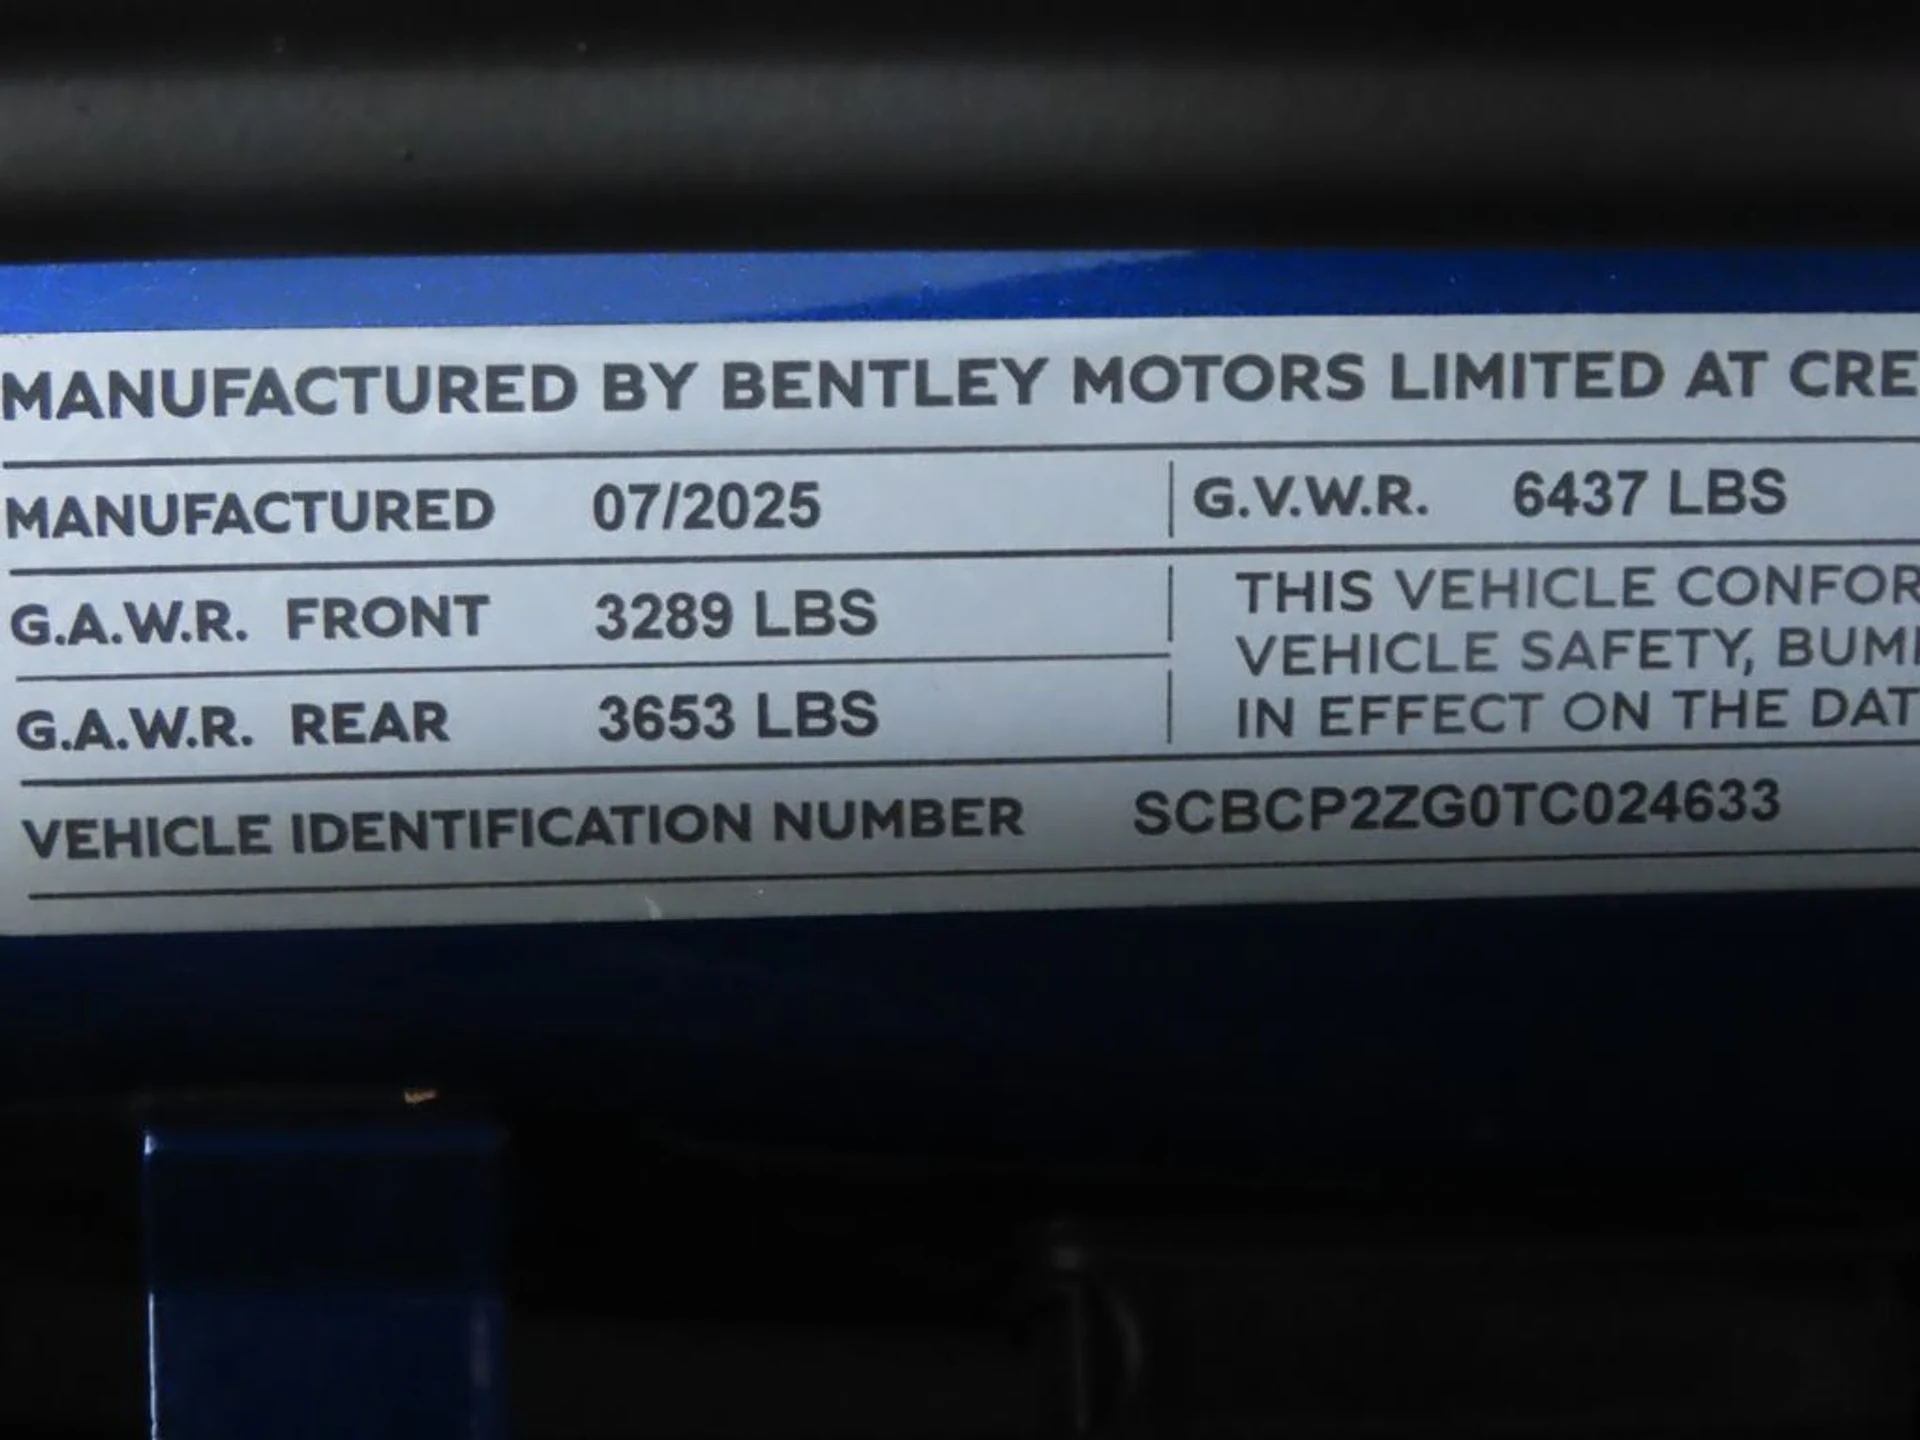 MANUFACTURED BY BENTLEY MOTORS LIMITED AT CRE
MANUFACTURED 07/2025 G.V.W.R. 6437 LBS
G.A.W.R. FRONT 3289 LBS
THIS VEHICLE CONFOR
VEHICLE SAFETY, BUM
IN EFFECT ON THE DAT
G.A.W.R. REAR 3653 LBS
VEHICLE IDENTIFICATION NUMBER SCBCP2ZG0TC024633